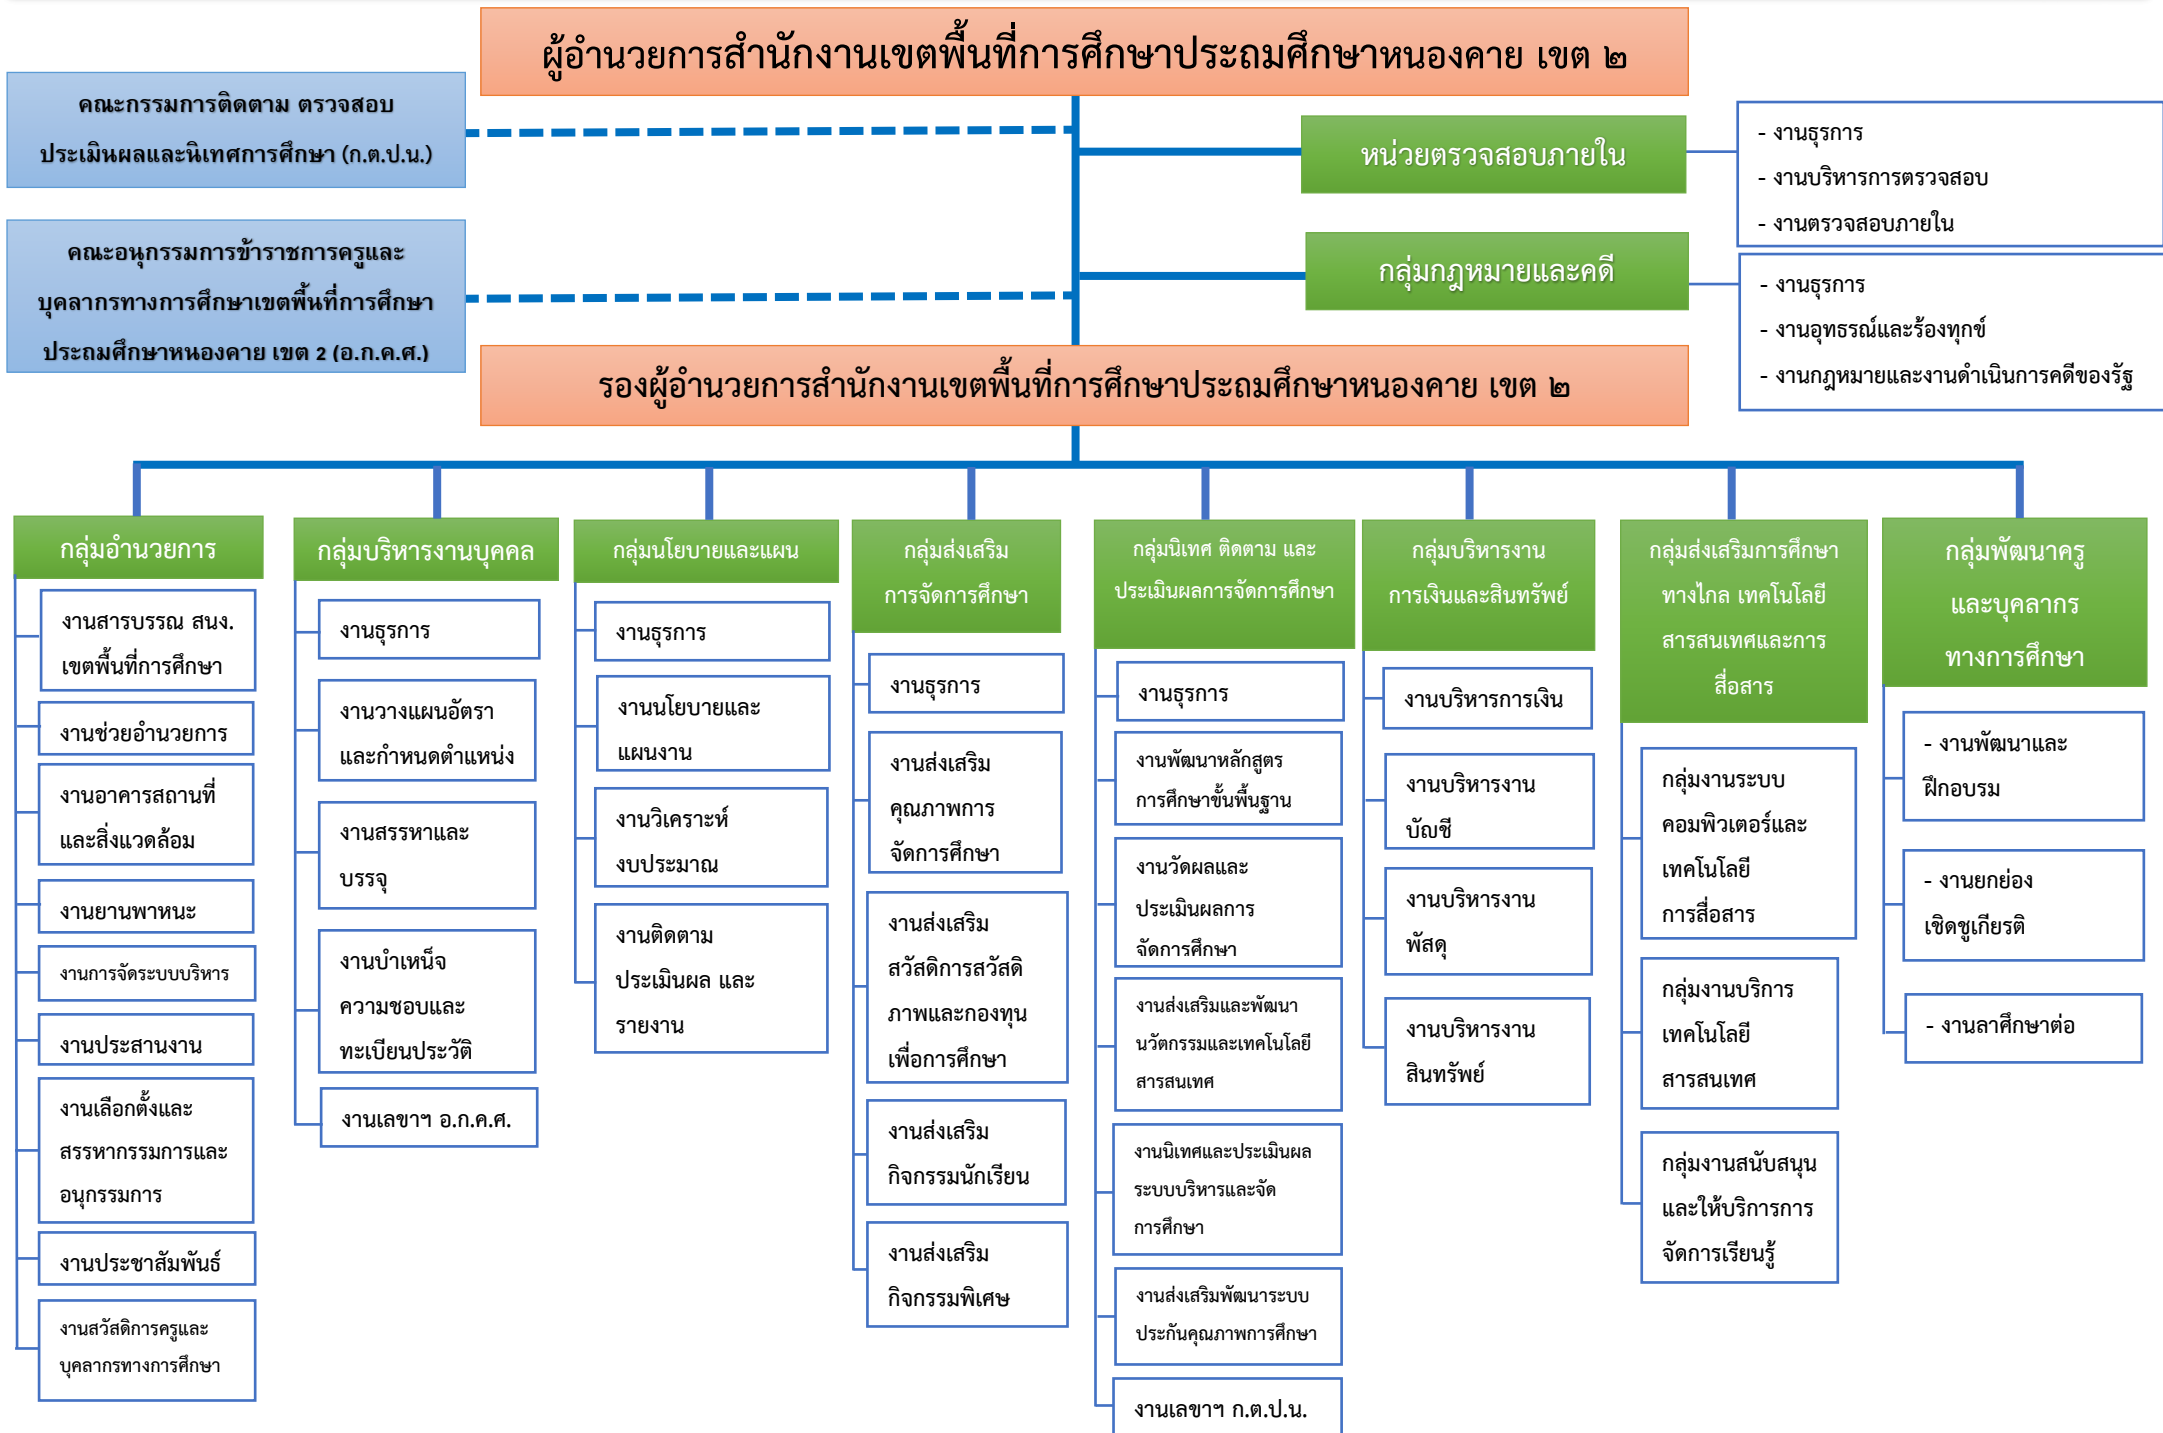 ผู้อำนวยการสำนักงานเขตพื้นที่การศึกษาประถมศึกษาหนองคาย เขต ๒
คณะกรรมการติดตาม ตรวจสอบ
ประเมินผลและนิเทศการศึกษา (ก.ต.ป.น.)
หน่วยตรวจสอบภายใน
- งานธุรการ
- งานบริหารการตรวจสอบ
- งานตรวจสอบภายใน
คณะอนุกรรมการข้าราชการครูและ
บุคลากรทางการศึกษาเขตพื้นที่การศึกษา
ประถมศึกษาหนองคาย เขต 2 (อ.ก.ค.ศ.)
กลุ่มกฎหมายและคดี
- งานธุรการ
- งานอุทธรณ์และร้องทุกข์
- งานกฎหมายและงานดำเนินการคดีของรัฐ
รองผู้อำนวยการสำนักงานเขตพื้นที่การศึกษาประถมศึกษาหนองคาย เขต ๒
กลุ่มอำนวยการ
งานสารบรรณ สนง.
เขตพื้นที่การศึกษา
งานช่วยอำนวยการ
งานอาคารสถานที่
และสิ่งแวดล้อม
งานยานพาหนะ
งานการจัดระบบบริหาร
งานประสานงาน
งานเลือกตั้งและ
สรรหากรรมการและ
อนุกรรมการ
งานประชาสัมพันธ์
งานสวัสดิการครูและ
บุคลากรทางการศึกษา
กลุ่มบริหารงานบุคคล
งานธุรการ
งานวางแผนอัตรา
และกำหนดตำแหน่ง
งานสรรหาและ
บรรจุ
งานบำเหน็จ
ความชอบและ
ทะเบียนประวัติ
งานเลขาฯ อ.ก.ค.ศ.
กลุ่มนโยบายและแผน
งานธุรการ
งานนโยบายและ
แผนงาน
งานวิเคราะห์
งบประมาณ
งานติดตาม
ประเมินผล และ
รายงาน
กลุ่มส่งเสริม
การจัดการศึกษา
งานธุรการ
งานส่งเสริม
คุณภาพการ
จัดการศึกษา
งานส่งเสริม
สวัสดิการสวัสดิ
ภาพและกองทุน
เพื่อการศึกษา
งานส่งเสริม
กิจกรรมนักเรียน
งานส่งเสริม
กิจกรรมพิเศษ
กลุ่มนิเทศ ติดตาม และ
ประเมินผลการจัดการศึกษา
งานธุรการ
งานพัฒนาหลักสูตร
การศึกษาขั้นพื้นฐาน
งานวัดผลและ
ประเมินผลการ
จัดการศึกษา
งานส่งเสริมและพัฒนา
นวัตกรรมและเทคโนโลยี
สารสนเทศ
งานนิเทศและประเมินผล
ระบบบริหารและจัด
การศึกษา
งานส่งเสริมพัฒนาระบบ
ประกันคุณภาพการศึกษา
งานเลขาฯ ก.ต.ป.น.
กลุ่มบริหารงาน
การเงินและสินทรัพย์
งานบริหารการเงิน
งานบริหารงาน
บัญชี
งานบริหารงาน
พัสดุ
งานบริหารงาน
สินทรัพย์
กลุ่มส่งเสริมการศึกษา
ทางไกล เทคโนโลยี
สารสนเทศและการ
สื่อสาร
กลุ่มงานระบบ
คอมพิวเตอร์และ
เทคโนโลยี
การสื่อสาร
กลุ่มงานบริการ
เทคโนโลยี
สารสนเทศ
กลุ่มงานสนับสนุน
และให้บริการการ
จัดการเรียนรู้
กลุ่มพัฒนาครู
และบุคลากร
ทางการศึกษา
- งานพัฒนาและ
ฝึกอบรม
- งานยกย่อง
เชิดชูเกียรติ
- งานลาศึกษาต่อ